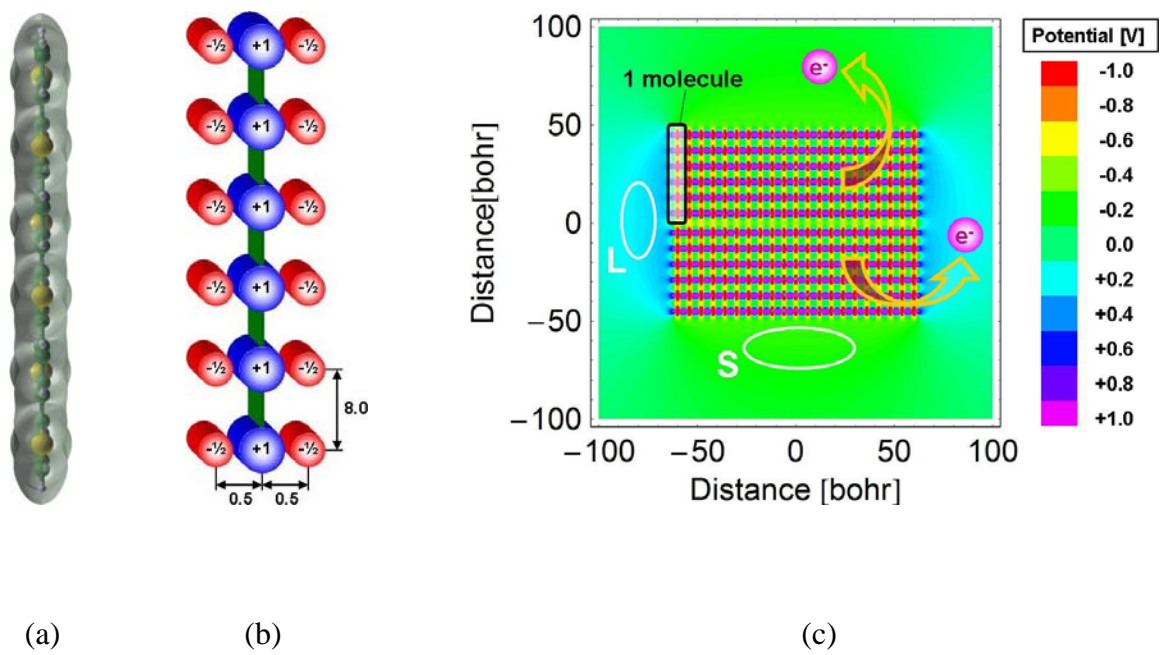 -½ +1 -½
-½ +1 -½
-½ +1 -½
-½ +1 -½
-½ +1 -½
8.0
-½ +1 -½
0.5 0.5
100
50
0
−50
−100
Distance[bohr]
1 molecule
e-
e-
L
S
−100 −50 0 50 100
Distance [bohr]
Potential [V]
-1.0
-0.8
-0.6
-0.4
-0.2
0.0
+0.2
+0.4
+0.6
+0.8
+1.0
(a) (b) (c)